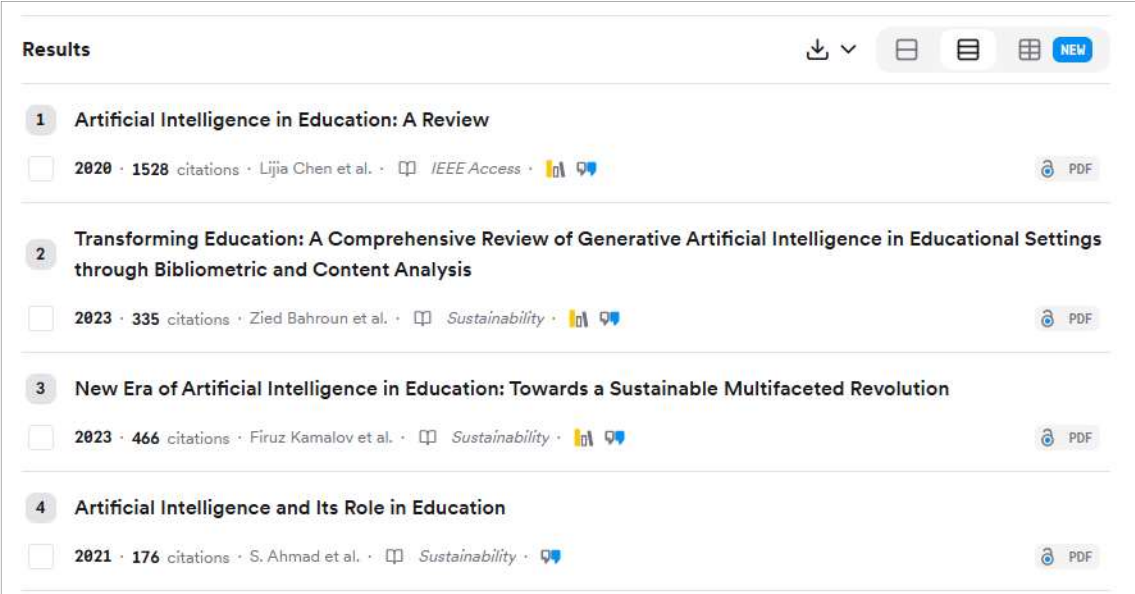 Results
NEW
1 Artificial Intelligence in Education: A Review
2020 · 1528 citations · Lijia Chen et al. · IEEE Access ·
PDF
2 Transforming Education: A Comprehensive Review of Generative Artificial Intelligence in Educational Settings
through Bibliometric and Content Analysis
2023 · 335 citations · Zied Bahroun et al. · Sustainability ·
PDF
3 New Era of Artificial Intelligence in Education: Towards a Sustainable Multifaceted Revolution
2023 · 466 citations · Firuz Kamalov et al. · Sustainability ·
PDF
4 Artificial Intelligence and Its Role in Education
2021 · 176 citations · S. Ahmad et al. · Sustainability ·
PDF